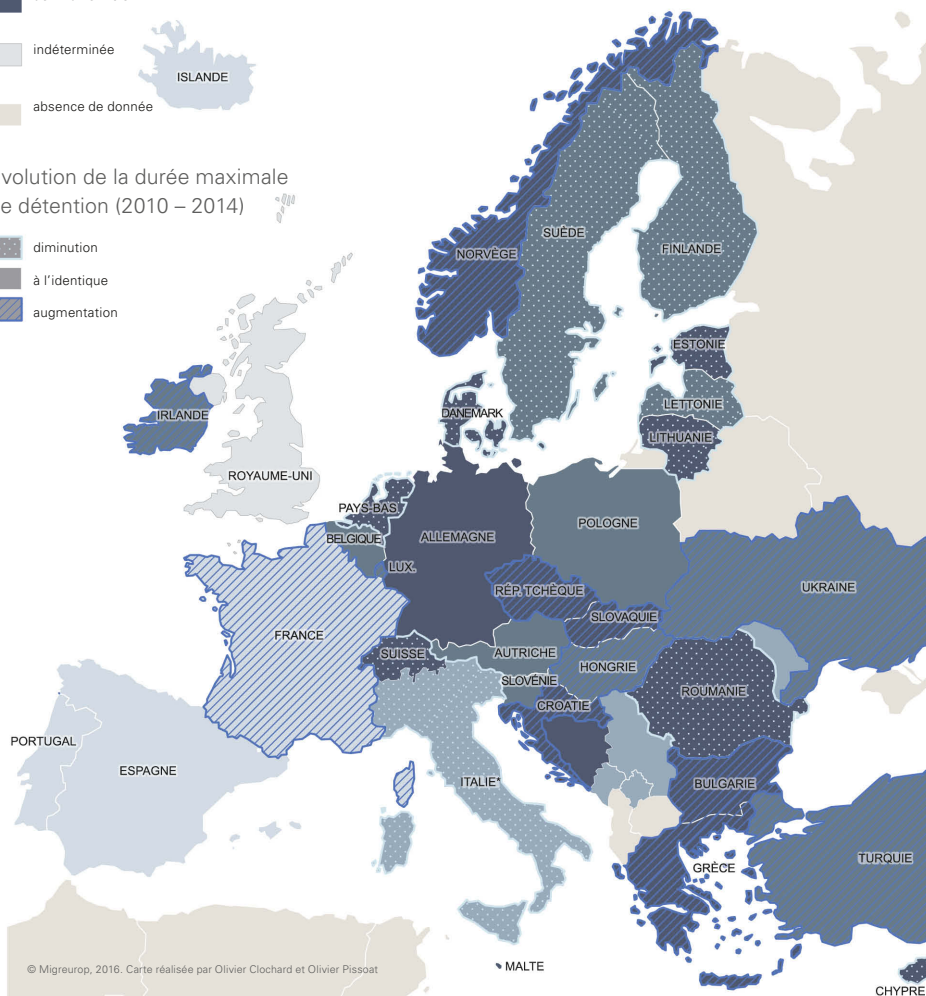 indéterminée
absence de donnée
volution de la durée maximale
e détention (2010 – 2014)
diminution
à l'identique
augmentation
ISLANDE
SUÈDE
FINLANDE
NORVÈGE
ESTONIE
LETTONIE
LITHUANIE
DANEMARK
IRLANDE
ROYAUME-UNI
PAYS-BAS
BELGIQUE
LUX.
ALLEMAGNE
POLOGNE
UKRAINE
RÉP. TCHÈQUE
SLOVAQUIE
FRANCE
SUISSE
AUTRICHE
HONGRIE
SLOVÉNIE
CROATIE
ROUMANIE
PORTUGAL
ESPAGNE
ITALIE*
BULGARIE
GRÈCE
TURQUIE
MALTE
CHYPRE
© Migreurop, 2016. Carte réalisée par Olivier Clochard et Olivier Pissoat